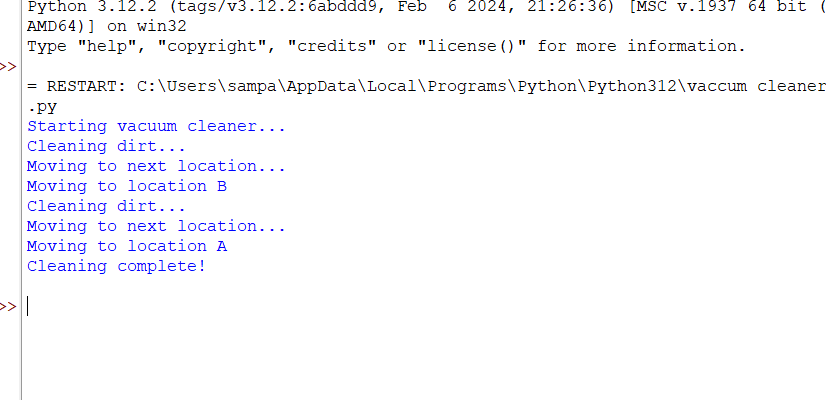 Python 3.12.2 (tags/v3.12.2:6abddd9, Feb  6 2024, 21:26:36) [MSC v.1937 64 bit (
AMD64)] on win32
Type "help", "copyright", "credits" or "license()" for more information.
>>
= RESTART: C:\Users\sampa\AppData\Local\Programs\Python\Python312\vaccum cleaner
.py
Starting vacuum cleaner...
Cleaning dirt...
Moving to next location...
Moving to location B
Cleaning dirt...
Moving to next location...
Moving to location A
Cleaning complete!
>>